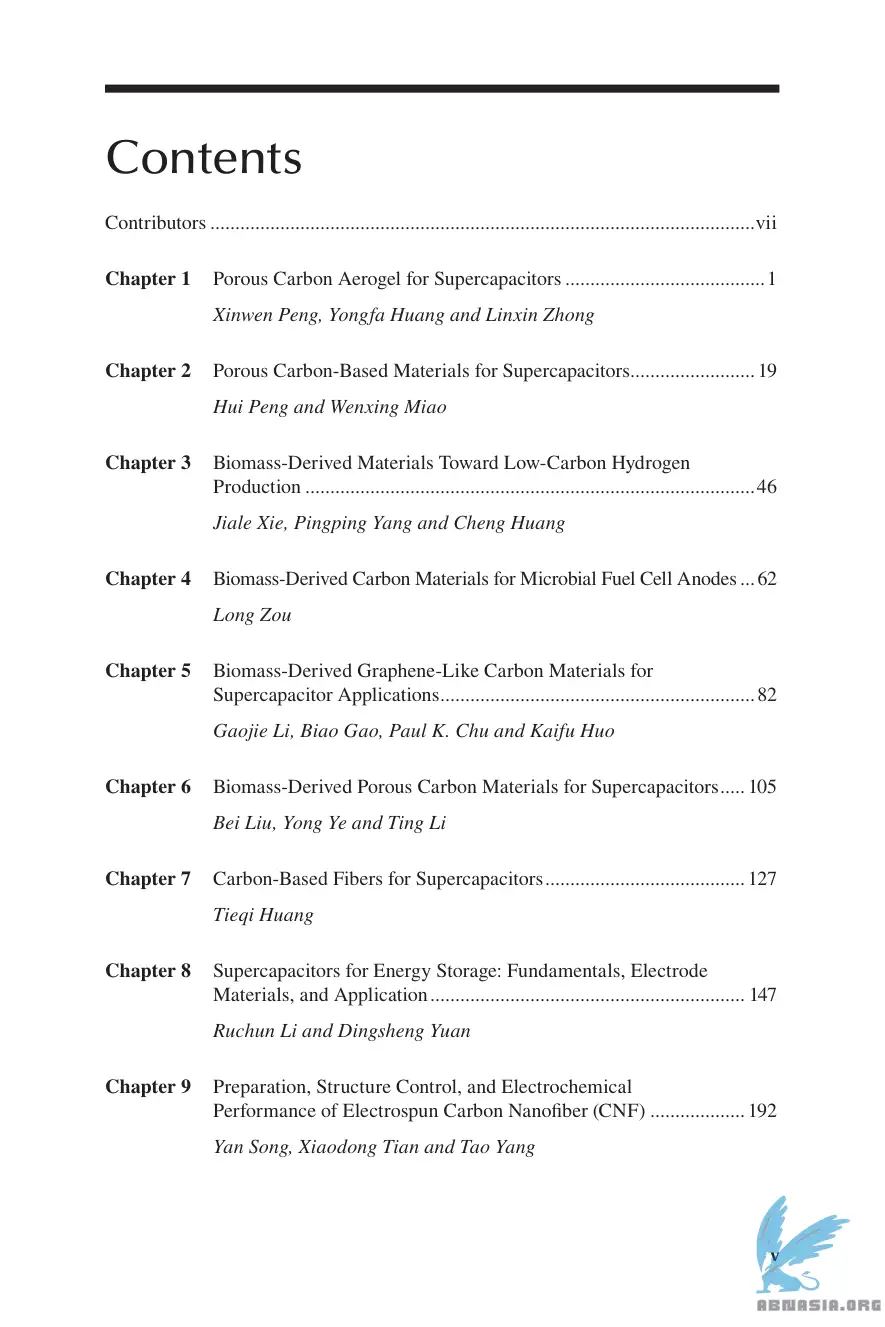 Contents
Contributors .............................................................................................................vii
Chapter 1 Porous Carbon Aerogel for Supercapacitors ........................................1
Xinwen Peng, Yongfa Huang and Linxin Zhong
Chapter 2 Porous Carbon-Based Materials for Supercapacitors......................... 19
Hui Peng and Wenxing Miao
Chapter 3 Biomass-Derived Materials Toward Low-Carbon Hydrogen
Production ..........................................................................................46
Jiale Xie, Pingping Yang and Cheng Huang
Chapter 4 Biomass-Derived Carbon Materials for Microbial Fuel Cell Anodes ...62
Long Zou
Chapter 5 Biomass-Derived Graphene-Like Carbon Materials for
Supercapacitor Applications...............................................................82
Gaojie Li, Biao Gao, Paul K. Chu and Kaifu Huo
Chapter 6 Biomass-Derived Porous Carbon Materials for Supercapacitors..... 105
Bei Liu, Yong Ye and Ting Li
Chapter 7 Carbon-Based Fibers for Supercapacitors........................................ 127
Tieqi Huang
Chapter 8 Supercapacitors for Energy Storage: Fundamentals, Electrode
Materials, and Application............................................................... 147
Ruchun Li and Dingsheng Yuan
Chapter 9 Preparation, Structure Control, and Electrochemical
Performance of Electrospun Carbon Nanofiber (CNF) ................... 192
Yan Song, Xiaodong Tian and Tao Yang
v
ABNASIA.ORG